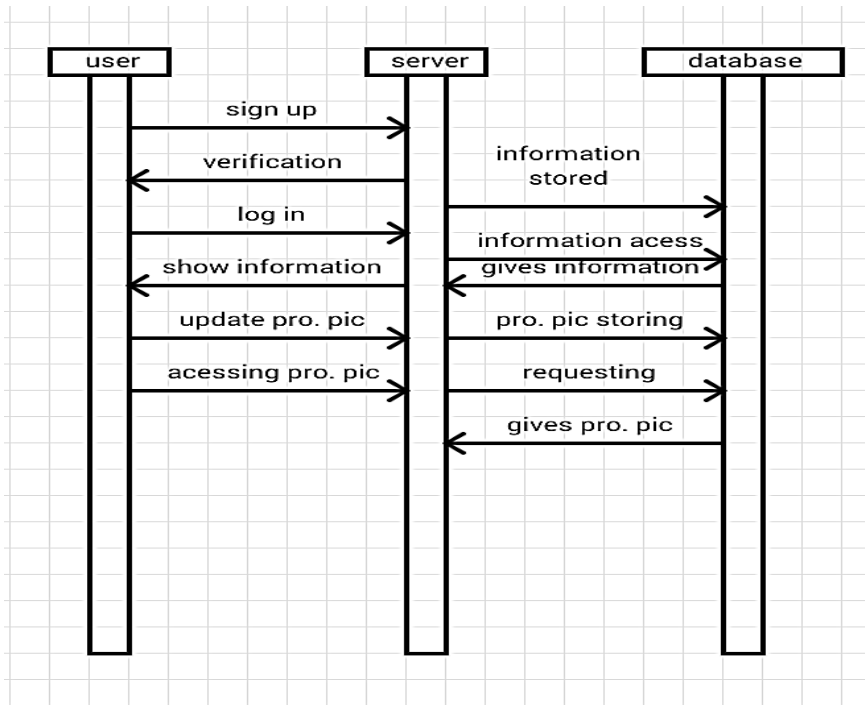 user
server
database
sign up
verification
information
stored
log in
information acess
show information
gives information
update pro. pic
pro. pic storing
acessing pro. pic
requesting
gives pro. pic